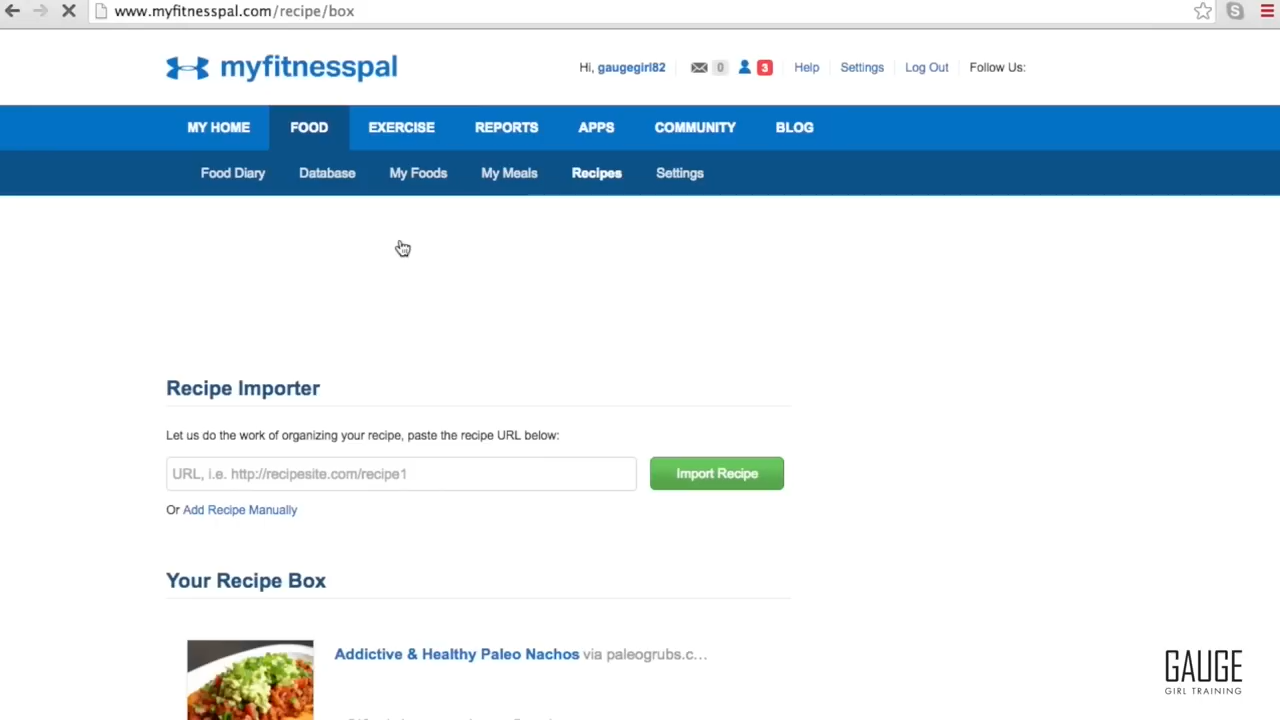 www.myfitnesspal.com/recipe/box
myfitnesspal
Hi, gaugegirl82 0 3 Help Settings Log Out Follow Us:
MY HOME FOOD EXERCISE REPORTS APPS COMMUNITY BLOG
Food Diary Database My Foods My Meals Recipes Settings
Recipe Importer
Let us do the work of organizing your recipe, paste the recipe URL below:
URL, i.e. http://recipesite.com/recipe1 Import Recipe
Or Add Recipe Manually
Your Recipe Box
Addictive & Healthy Paleo Nachos via paleogrubs.c...
GAUGE
GIRL TRAINING